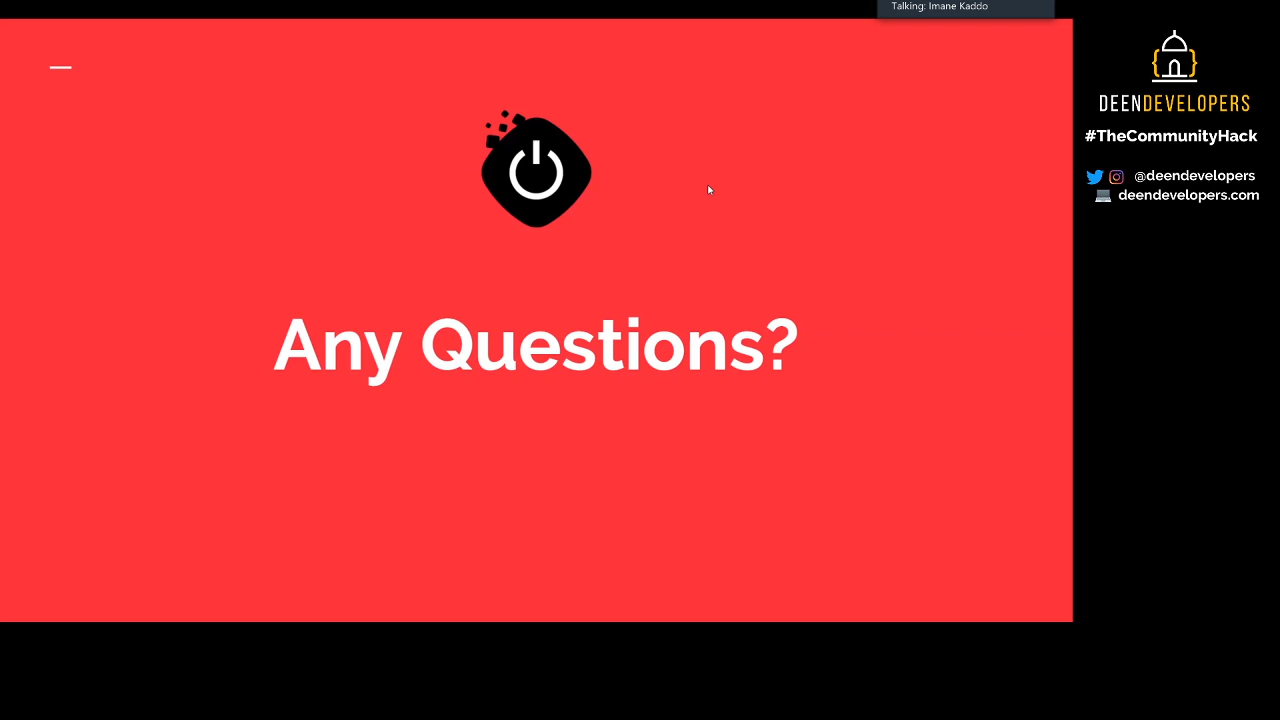 Talking: Imane Kaddo
Any Questions?
DEENDEVELOPERS
#TheCommunityHack
@deendevelopers
deendevelopers.com